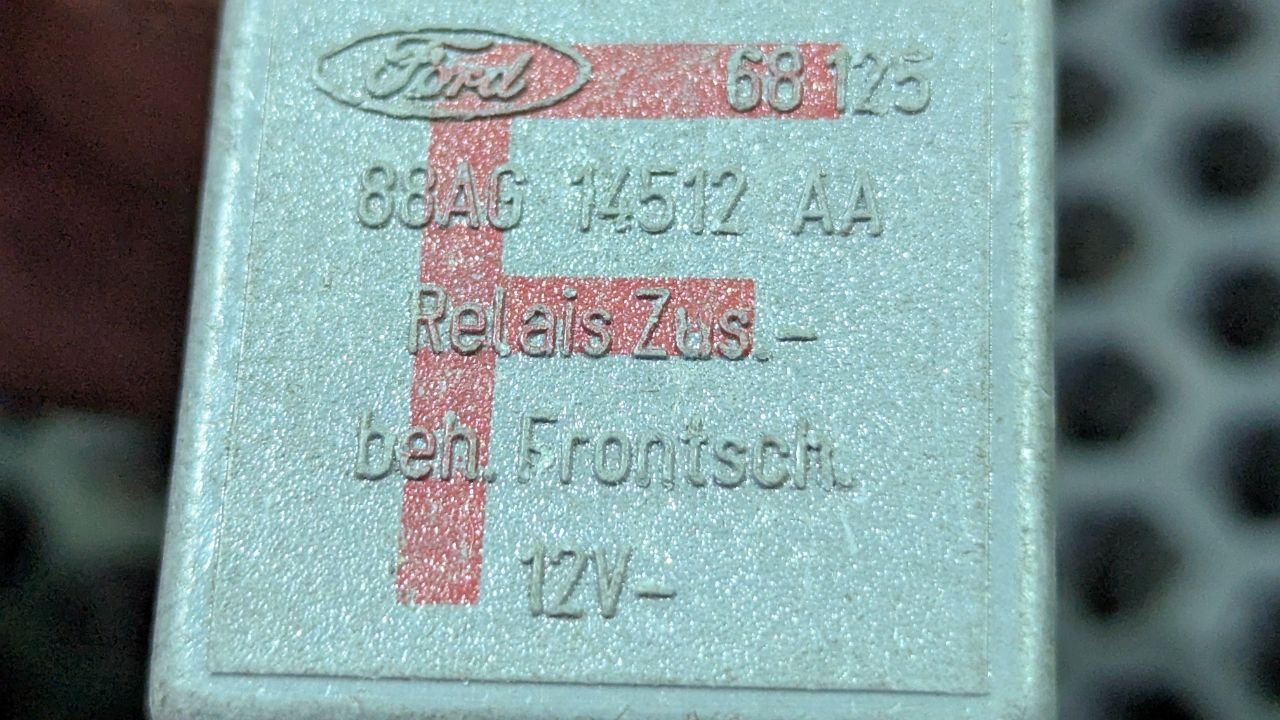 Ford 68 125
88AG 14512 AA
Relais Zus.-
beh. Frontsch.
12V-
F